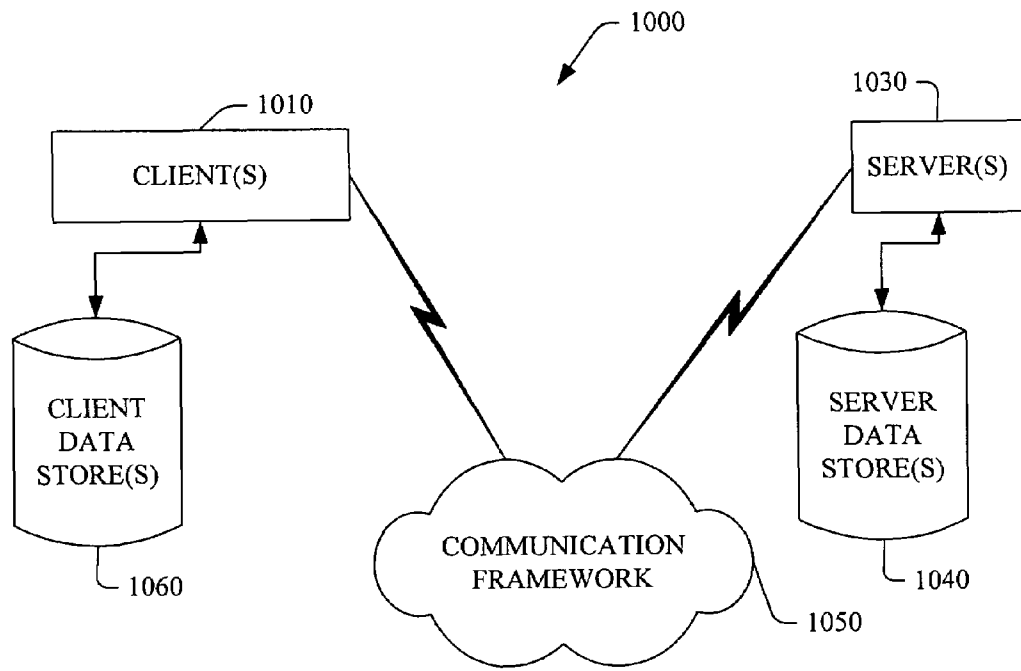 1000
1010
1030
CLIENT(S)
SERVER(S)
CLIENT
DATA
STORE(S)
SERVER
DATA
STORE(S)
COMMUNICATION
FRAMEWORK
1060
1040
1050